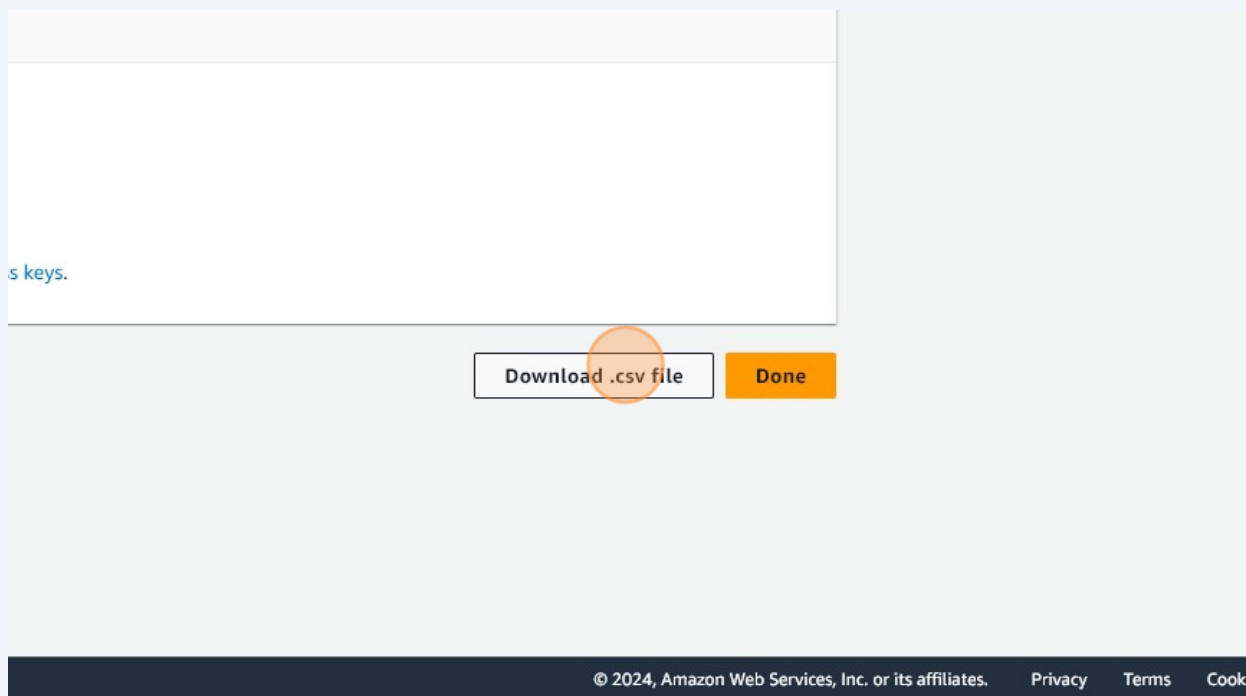 s keys.
Download .csv file
Done
© 2024, Amazon Web Services, Inc. or its affiliates. Privacy Terms Cook